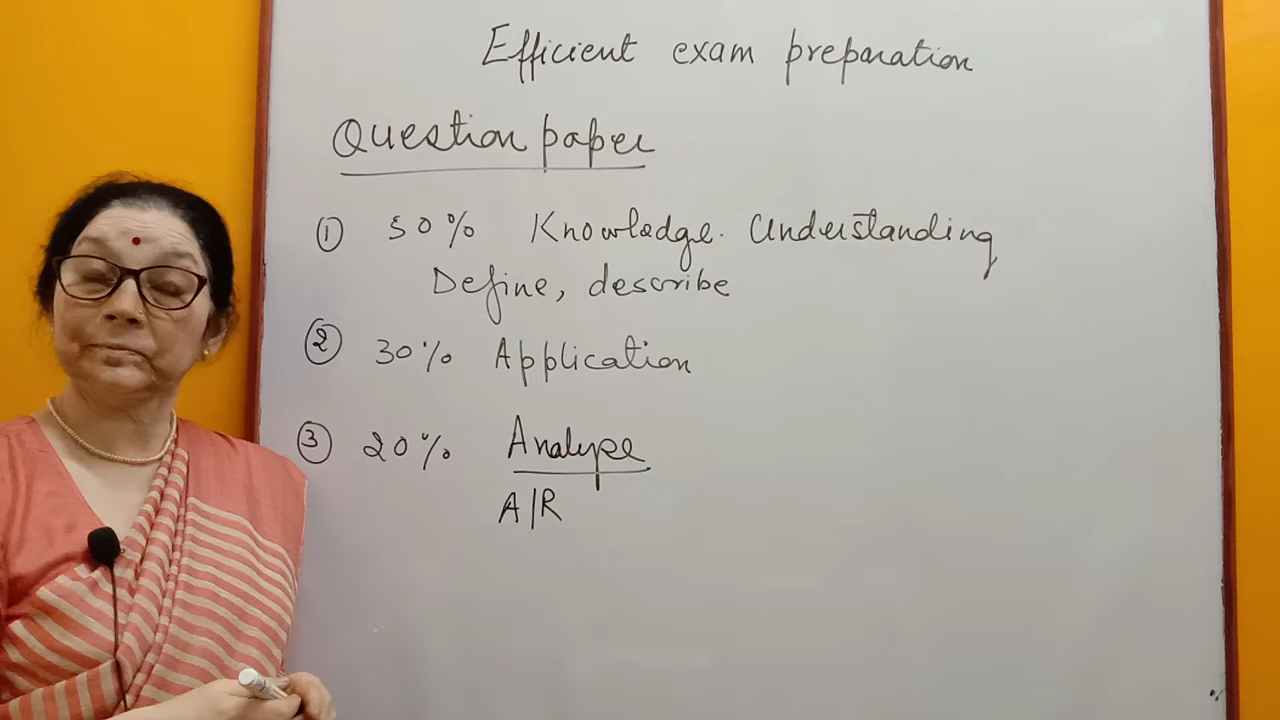 Efficient exam preparation
Question paper
① 50% Knowledge. Understanding
Define, describe
② 30% Application
③ 20% Analyse
A/R